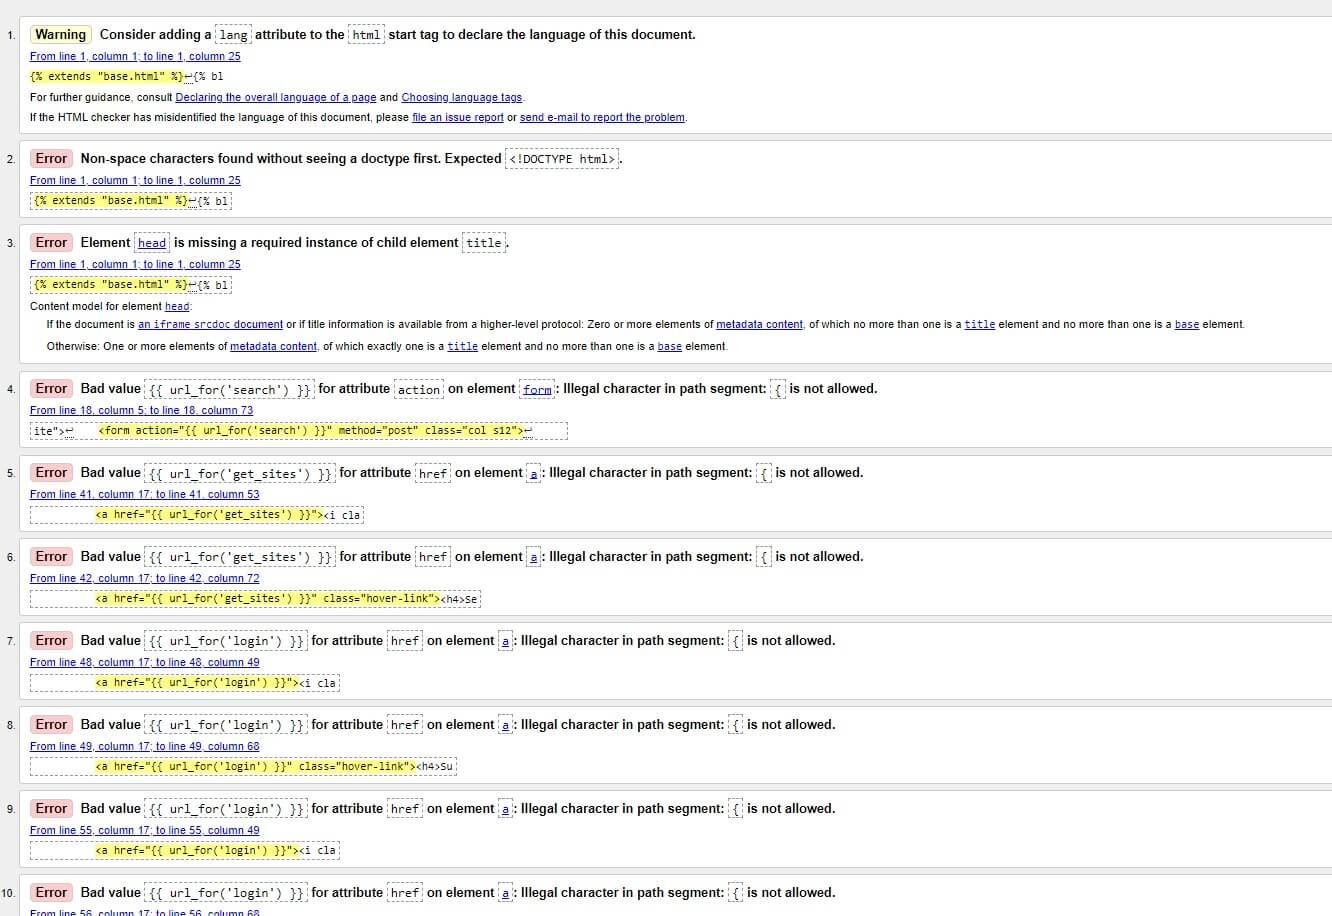 1. Warning Consider adding a lang attribute to the html start tag to declare the language of this document.
From line 1, column 1; to line 1, column 25
{% extends "base.html" %}↩{% bl
For further guidance, consult Declaring the overall language of a page and Choosing language tags.
If the HTML checker has misidentified the language of this document, please file an issue report or send e-mail to report the problem.
2. Error Non-space characters found without seeing a doctype first. Expected <!DOCTYPE html>.
From line 1, column 1; to line 1, column 25
{% extends "base.html" %}↩{% bl
3. Error Element head is missing a required instance of child element title.
From line 1, column 1; to line 1, column 25
{% extends "base.html" %}↩{% bl
Content model for element head:
If the document is an iframe srcdoc document or if title information is available from a higher-level protocol: Zero or more elements of metadata content, of which no more than one is a title element and no more than one is a base element.
Otherwise: One or more elements of metadata content, of which exactly one is a title element and no more than one is a base element.
4. Error Bad value {{ url_for('search') }} for attribute action on element form: Illegal character in path segment: { is not allowed.
From line 18, column 5; to line 18, column 73
ite">↩ <form action="{{ url_for('search') }}" method="post" class="col s12">↩
5. Error Bad value {{ url_for('get_sites') }} for attribute href on element a: Illegal character in path segment: { is not allowed.
From line 41, column 17; to line 41, column 53
<a href="{{ url_for('get_sites') }}"><i cla
6. Error Bad value {{ url_for('get_sites') }} for attribute href on element a: Illegal character in path segment: { is not allowed.
From line 42, column 17; to line 42, column 72
<a href="{{ url_for('get_sites') }}" class="hover-link"><h4>Se
7. Error Bad value {{ url_for('login') }} for attribute href on element a: Illegal character in path segment: { is not allowed.
From line 48, column 17; to line 48, column 49
<a href="{{ url_for('login') }}"><i cla
8. Error Bad value {{ url_for('login') }} for attribute href on element a: Illegal character in path segment: { is not allowed.
From line 49, column 17; to line 49, column 68
<a href="{{ url_for('login') }}" class="hover-link"><h4>Su
9. Error Bad value {{ url_for('login') }} for attribute href on element a: Illegal character in path segment: { is not allowed.
From line 55, column 17; to line 55, column 49
<a href="{{ url_for('login') }}"><i cla
10. Error Bad value {{ url_for('login') }} for attribute href on element a: Illegal character in path segment: { is not allowed.
From line 56, column 17; to line 56, column 68